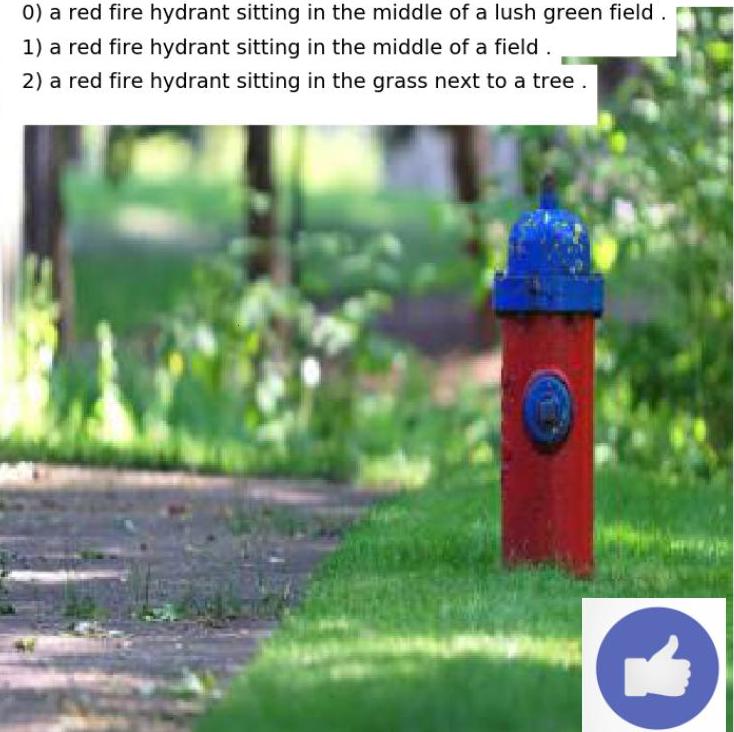 0) a red fire hydrant sitting in the middle of a lush green field .
1) a red fire hydrant sitting in the middle of a field .
2) a red fire hydrant sitting in the grass next to a tree .